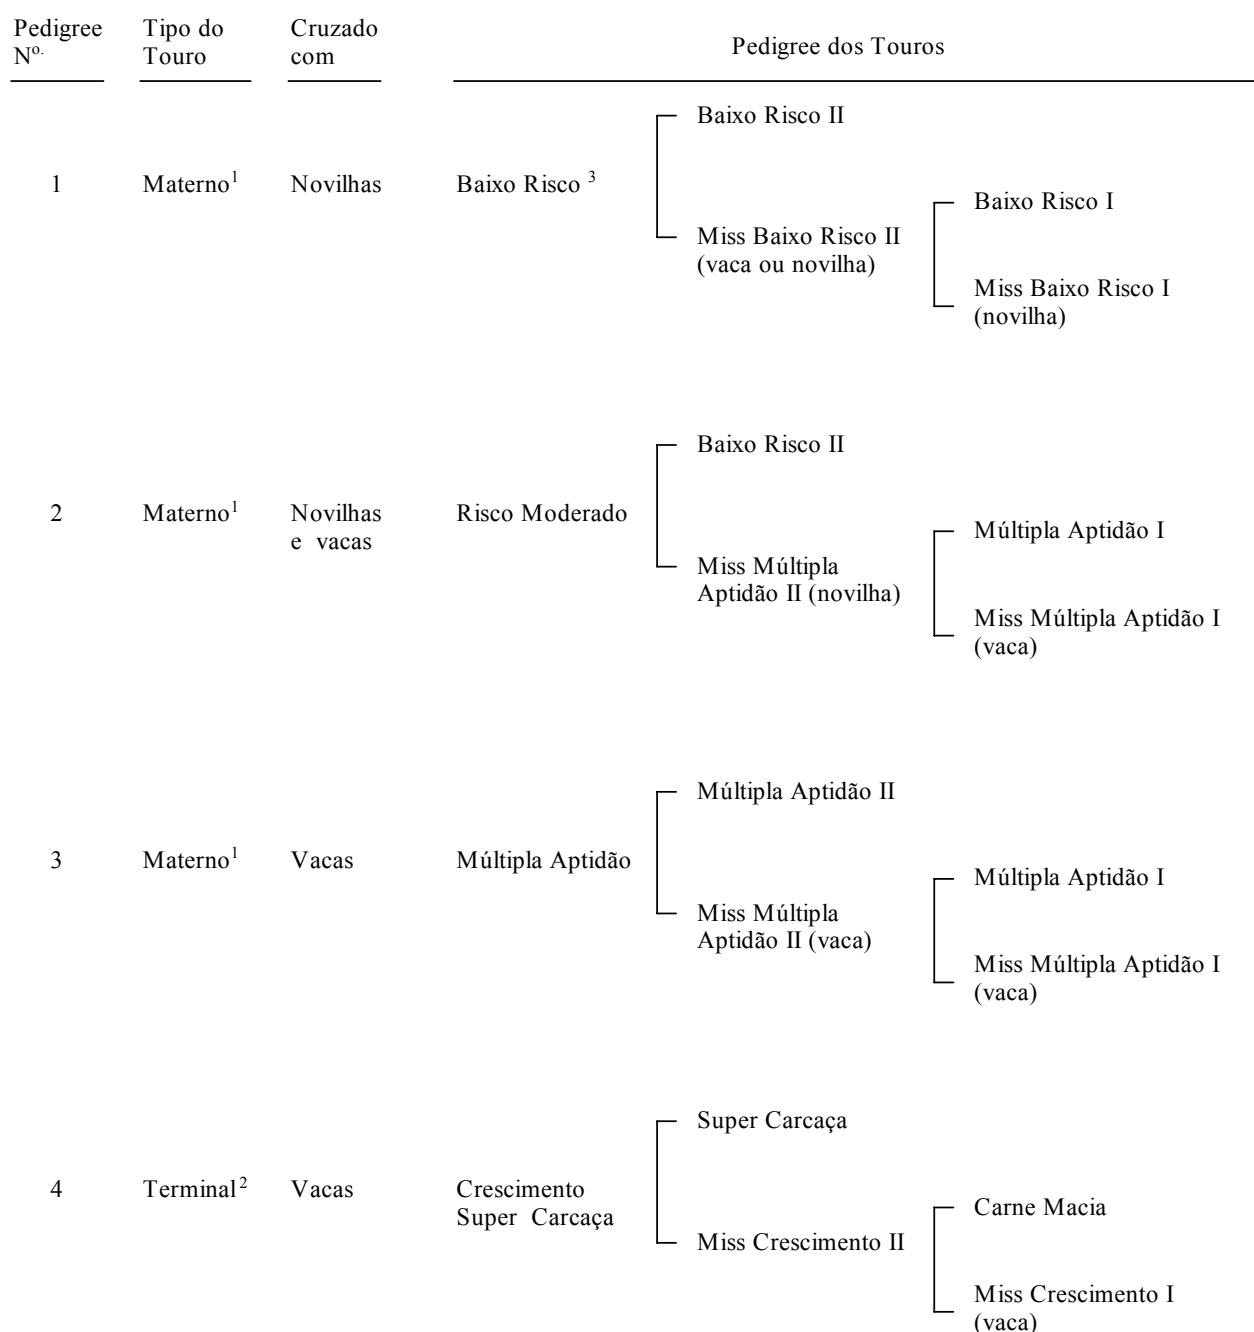 Pedigree Nº.
Tipo do Touro
Cruzado com
Pedigree dos Touros
Baixo Risco II
1 Materno¹ Novilhas Baixo Risco ³
Baixo Risco I
Miss Baixo Risco II
(vaca ou novilha)
Miss Baixo Risco I
(novilha)
Baixo Risco II
2 Materno¹ Novilhas Risco Moderado
e vacas
Múltipla Aptidão I
Miss Múltipla
Aptidão II (novilha)
Miss Múltipla Aptidão I
(vaca)
Múltipla Aptidão II
3 Materno¹ Vacas Múltipla Aptidão
Múltipla Aptidão I
Miss Múltipla
Aptidão II (vaca)
Miss Múltipla Aptidão I
(vaca)
Super Carcaça
4 Terminal² Vacas Crescimento
Super Carcaça
Carne Macia
Miss Crescimento II
Miss Crescimento I
(vaca)